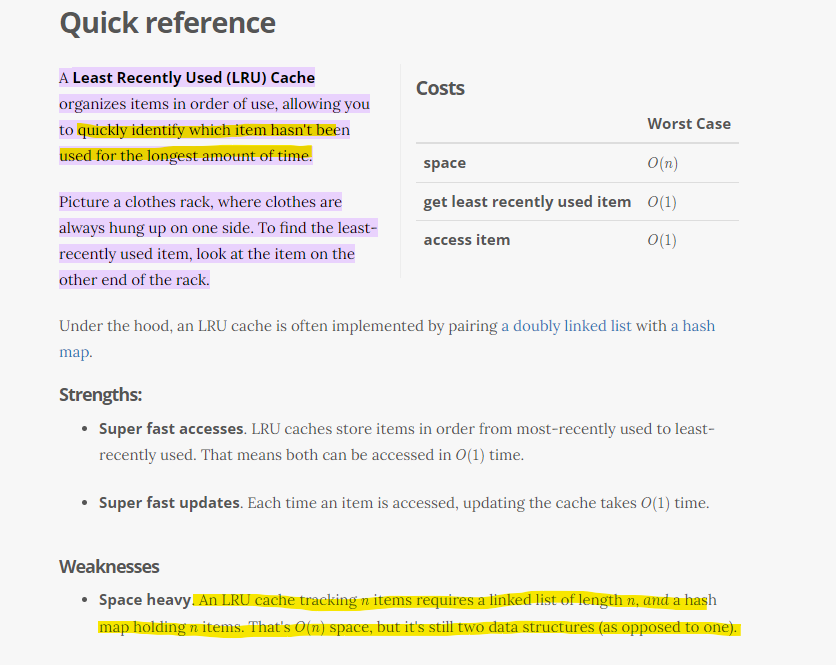 Quick reference
A Least Recently Used (LRU) Cache
organizes items in order of use, allowing you
to quickly identify which item hasn't been
used for the longest amount of time.
Picture a clothes rack, where clothes are
always hung up on one side. To find the least-
recently used item, look at the item on the
other end of the rack.
Costs
Worst Case
space O(n)
get least recently used item O(1)
access item O(1)
Under the hood, an LRU cache is often implemented by pairing a doubly linked list with a hash
map.
Strengths:
• Super fast accesses. LRU caches store items in order from most-recently used to least-
recently used. That means both can be accessed in O(1) time.
• Super fast updates. Each time an item is accessed, updating the cache takes O(1) time.
Weaknesses
• Space heavy. An LRU cache tracking n items requires a linked list of length n, and a hash
map holding n items. That's O(n) space, but it's still two data structures (as opposed to one).